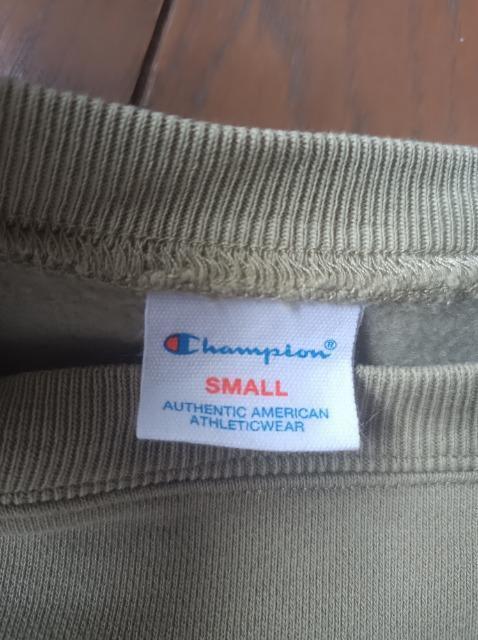 Champion®
SMALL
AUTHENTIC AMERICAN
ATHLETICWEAR